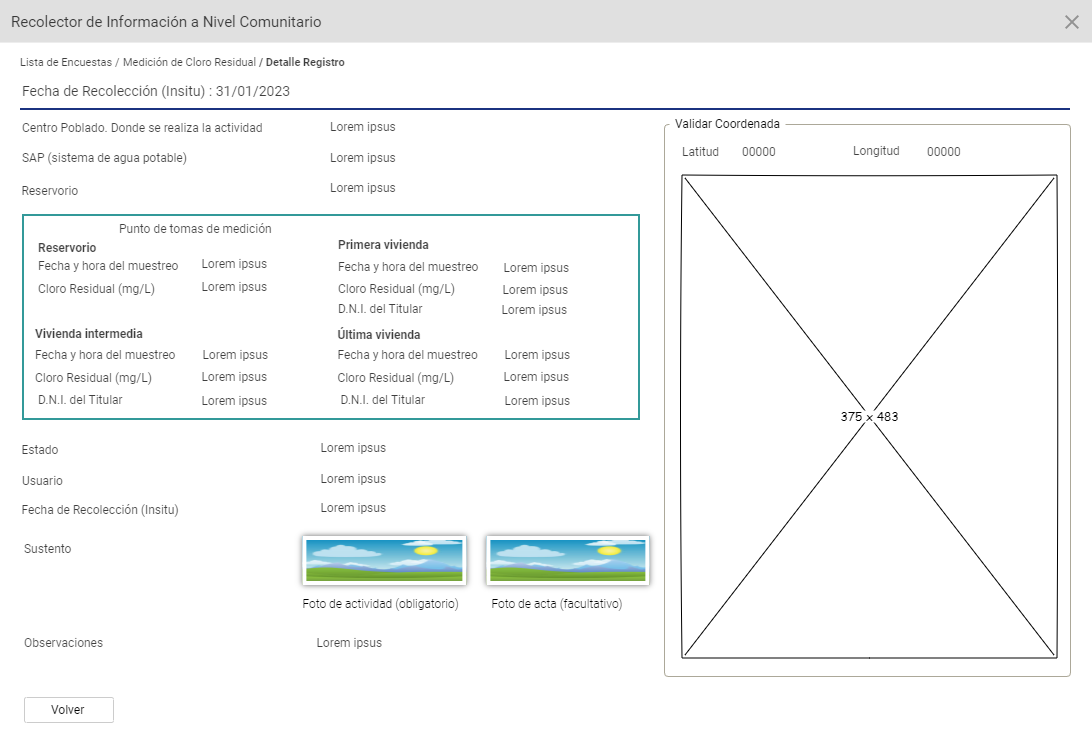 Recolector de Información a Nivel Comunitario
Lista de Encuestas / Medición de Cloro Residual / Detalle Registro
Fecha de Recolección (Insitu) : 31/01/2023
Centro Poblado. Donde se realiza la actividad Lorem ipsus
SAP (sistema de agua potable) Lorem ipsus
Reservorio Lorem ipsus
Punto de tomas de medición
Reservorio
Fecha y hora del muestreo Lorem ipsus
Cloro Residual (mg/L) Lorem ipsus
Primera vivienda
Fecha y hora del muestreo Lorem ipsus
Cloro Residual (mg/L) Lorem ipsus
D.N.I. del Titular Lorem ipsus
Vivienda intermedia
Fecha y hora del muestreo Lorem ipsus
Cloro Residual (mg/L) Lorem ipsus
D.N.I. del Titular Lorem ipsus
Última vivienda
Fecha y hora del muestreo Lorem ipsus
Cloro Residual (mg/L) Lorem ipsus
D.N.I. del Titular Lorem ipsus
Estado Lorem ipsus
Usuario Lorem ipsus
Fecha de Recolección (Insitu) Lorem ipsus
Sustento
Foto de actividad (obligatorio) Foto de acta (facultativo)
Observaciones Lorem ipsus
Volver
Validar Coordenada
Latitud 00000 Longitud 00000
375 × 483